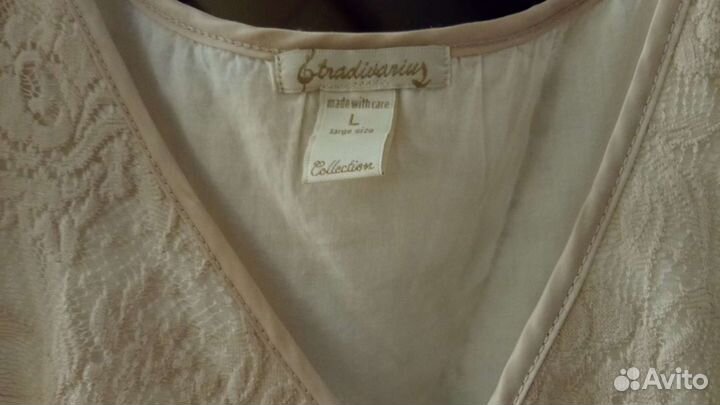 Stradivarius
made with care
L
large size
Collection
Avito